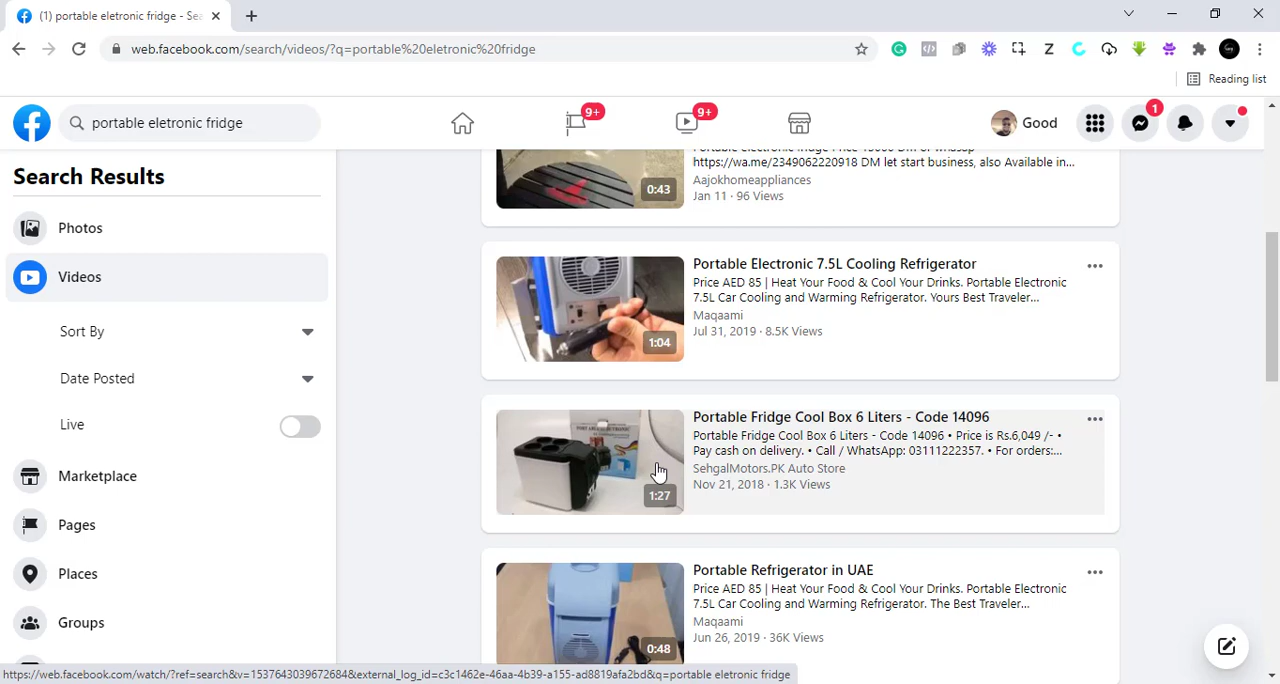 (1) portable eletronic fridge - Sea
web.facebook.com/search/videos/?q=portable%20eletronic%20fridge
Reading list
portable eletronic fridge
9+
9+
Good
1
Search Results
Photos
Videos
Sort By
Date Posted
Live
Marketplace
Pages
Places
Groups
0:43
https://wa.me/2349062220918 DM let start business, also Available in...
Aajokhomeappliances
Jan 11 · 96 Views
1:04
Portable Electronic 7.5L Cooling Refrigerator
Price AED 85 | Heat Your Food & Cool Your Drinks. Portable Electronic
7.5L Car Cooling and Warming Refrigerator. Yours Best Traveler...
Maqaami
Jul 31, 2019 · 8.5K Views
1:27
Portable Fridge Cool Box 6 Liters - Code 14096
Portable Fridge Cool Box 6 Liters - Code 14096 • Price is Rs.6,049 /- •
Pay cash on delivery. • Call / WhatsApp: 03111222357. • For orders:...
SehgalMotors.PK Auto Store
Nov 21, 2018 · 1.3K Views
0:48
Portable Refrigerator in UAE
Price AED 85 | Heat Your Food & Cool Your Drinks. Portable Electronic
7.5L Car Cooling and Warming Refrigerator. The Best Traveler...
Maqaami
Jun 26, 2019 · 36K Views
https://web.facebook.com/watch/?ref=search&v=1537643039672684&external_log_id=c3c1462e-46aa-4b39-a155-ad8819afa2bd&q=portable eletronic fridge